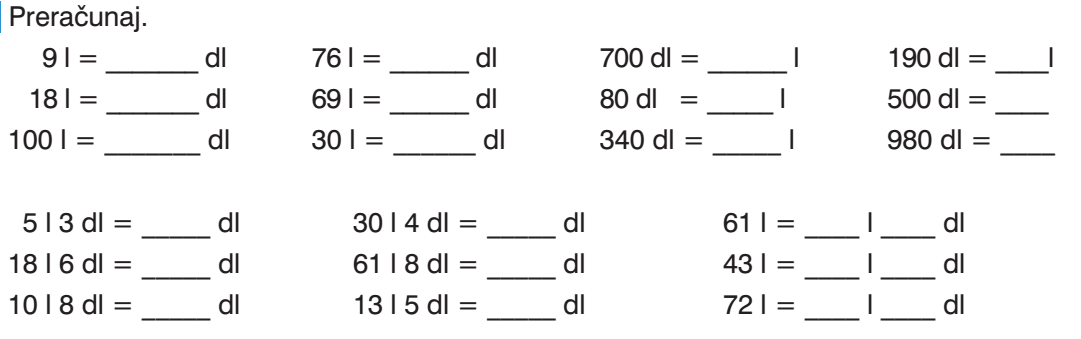 Preračunaj.
9 l = _______ dl 76 l = ______ dl 700 dl = ______ l 190 dl = ____l
18 l = _______ dl 69 l = ______ dl 80 dl = _____ l 500 dl = ____
100 l = _______ dl 30 l = ______ dl 340 dl = _____ l 980 dl = ____
5 l 3 dl = _____ dl 30 l 4 dl = _____ dl 61 l = ____ l ____ dl
18 l 6 dl = _____ dl 61 l 8 dl = _____ dl 43 l = ____ l ____ dl
10 l 8 dl = _____ dl 13 l 5 dl = _____ dl 72 l = ____ l ____ dl